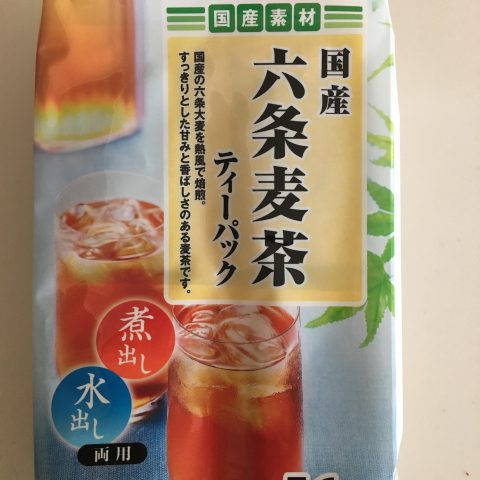 国産素材
国産
六条麦茶
ティーパック
国産の六条大麦を熱風で焙煎。
すっきりとした甘みと香ばしさのある麦茶です。
煮出し
水出し
両用